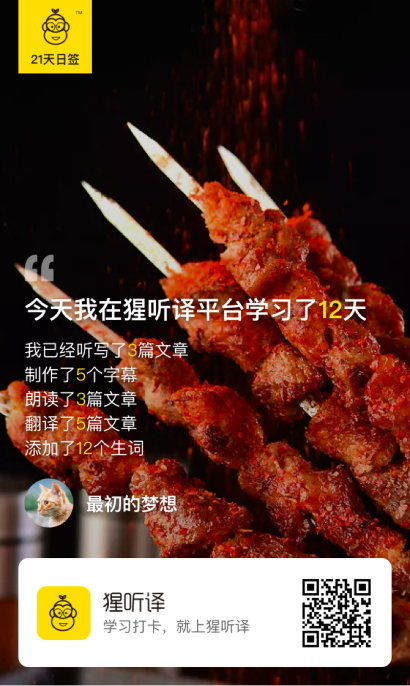 TM
21天日签
“
今天我在猩听译平台学习了12天
我已经听写了3篇文章
制作了5个字幕
朗读了3篇文章
翻译了5篇文章
添加了12个生词
最初的梦想
猩听译
学习打卡，就上猩听译